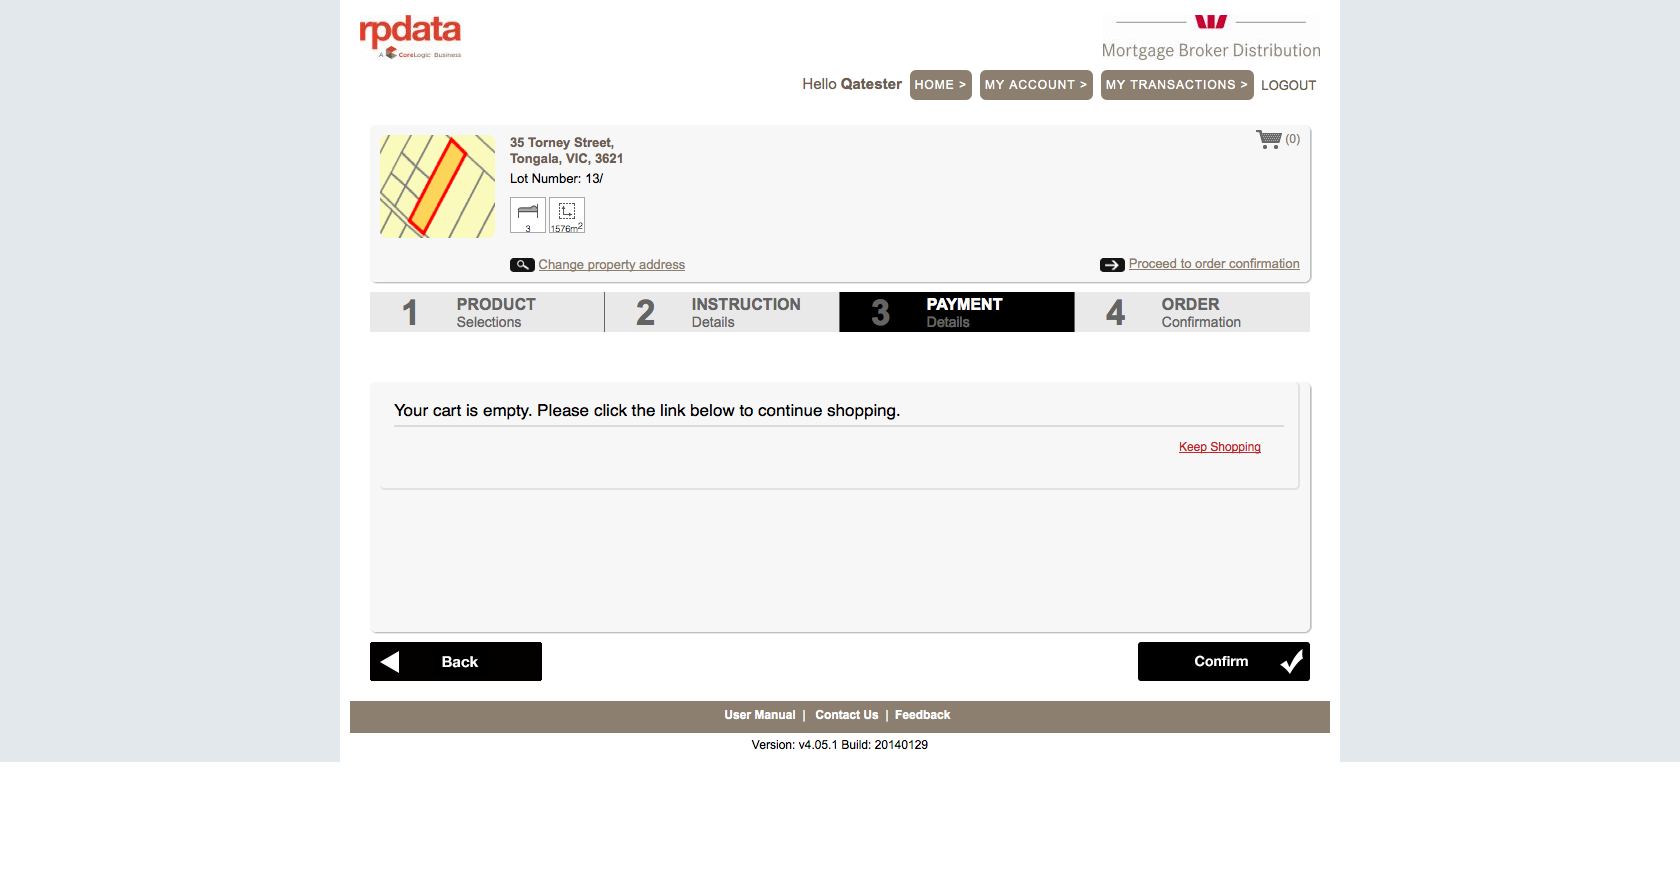 rpdata
A CoreLogic Business
Mortgage Broker Distribution
Hello Qatester HOME > MY ACCOUNT > MY TRANSACTIONS > LOGOUT
35 Torney Street,
Tongala, VIC, 3621
(0)
Lot Number: 13/
3 1576m2
Change property address
Proceed to order confirmation
1 PRODUCT
Selections
2 INSTRUCTION
Details
3 PAYMENT
Details
4 ORDER
Confirmation
Your cart is empty. Please click the link below to continue shopping.
Keep Shopping
Back
Confirm
User Manual | Contact Us | Feedback
Version: v4.05.1 Build: 20140129